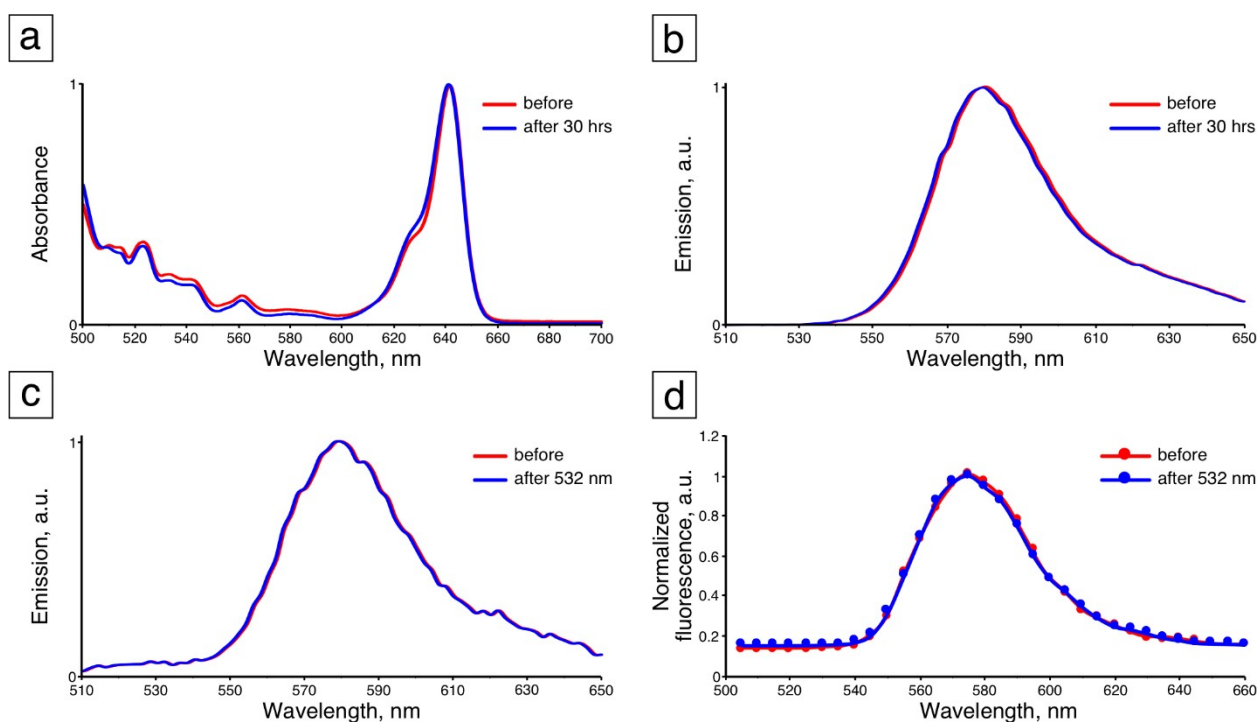 a
1
before
after 30 hrs
Absorbance
0
500 520 540 560 580 600 620 640 660 680 700
Wavelength, nm
b
1
before
after 30 hrs
Emission, a.u.
0
510 530 550 570 590 610 630 650
Wavelength, nm
c
1
before
after 532 nm
Emission, a.u.
0
510 530 550 570 590 610 630 650
Wavelength, nm
d
1.2
before
1
after 532 nm
0.8
Normalized
fluorescence, a.u.
0.6
0.4
0.2
0
500 520 540 560 580 600 620 640 660
Wavelength, nm